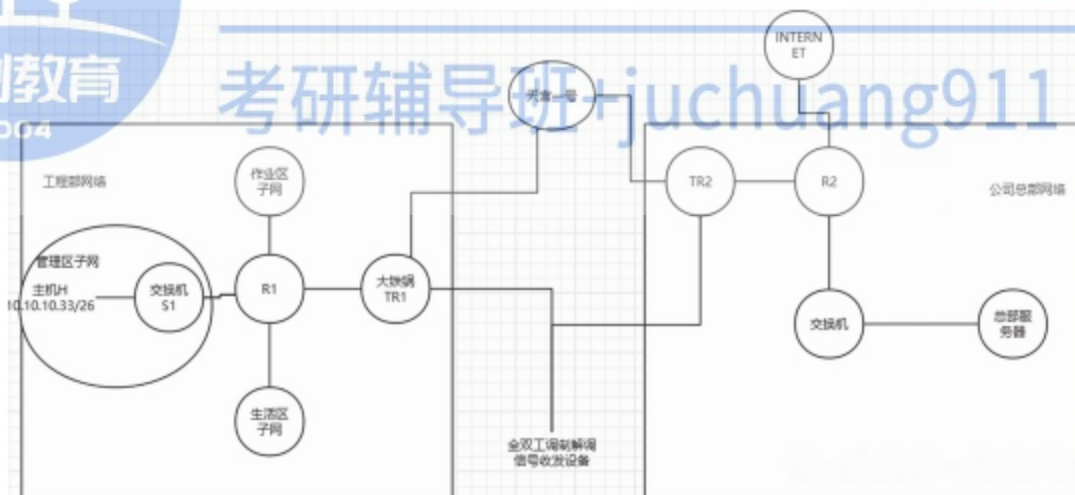 创教育
004
考研辅导班+juchuang911
INTERN
ET
天宫一号
工程部网络
作业区
子网
TR2
R2
公司总部网络
管理区子网
主机H
10.10.10.33/26
交换机
S1
R1
大铁锅
TR1
交换机
总部服
务器
生活区
子网
全双工调制解调
信号收发设备